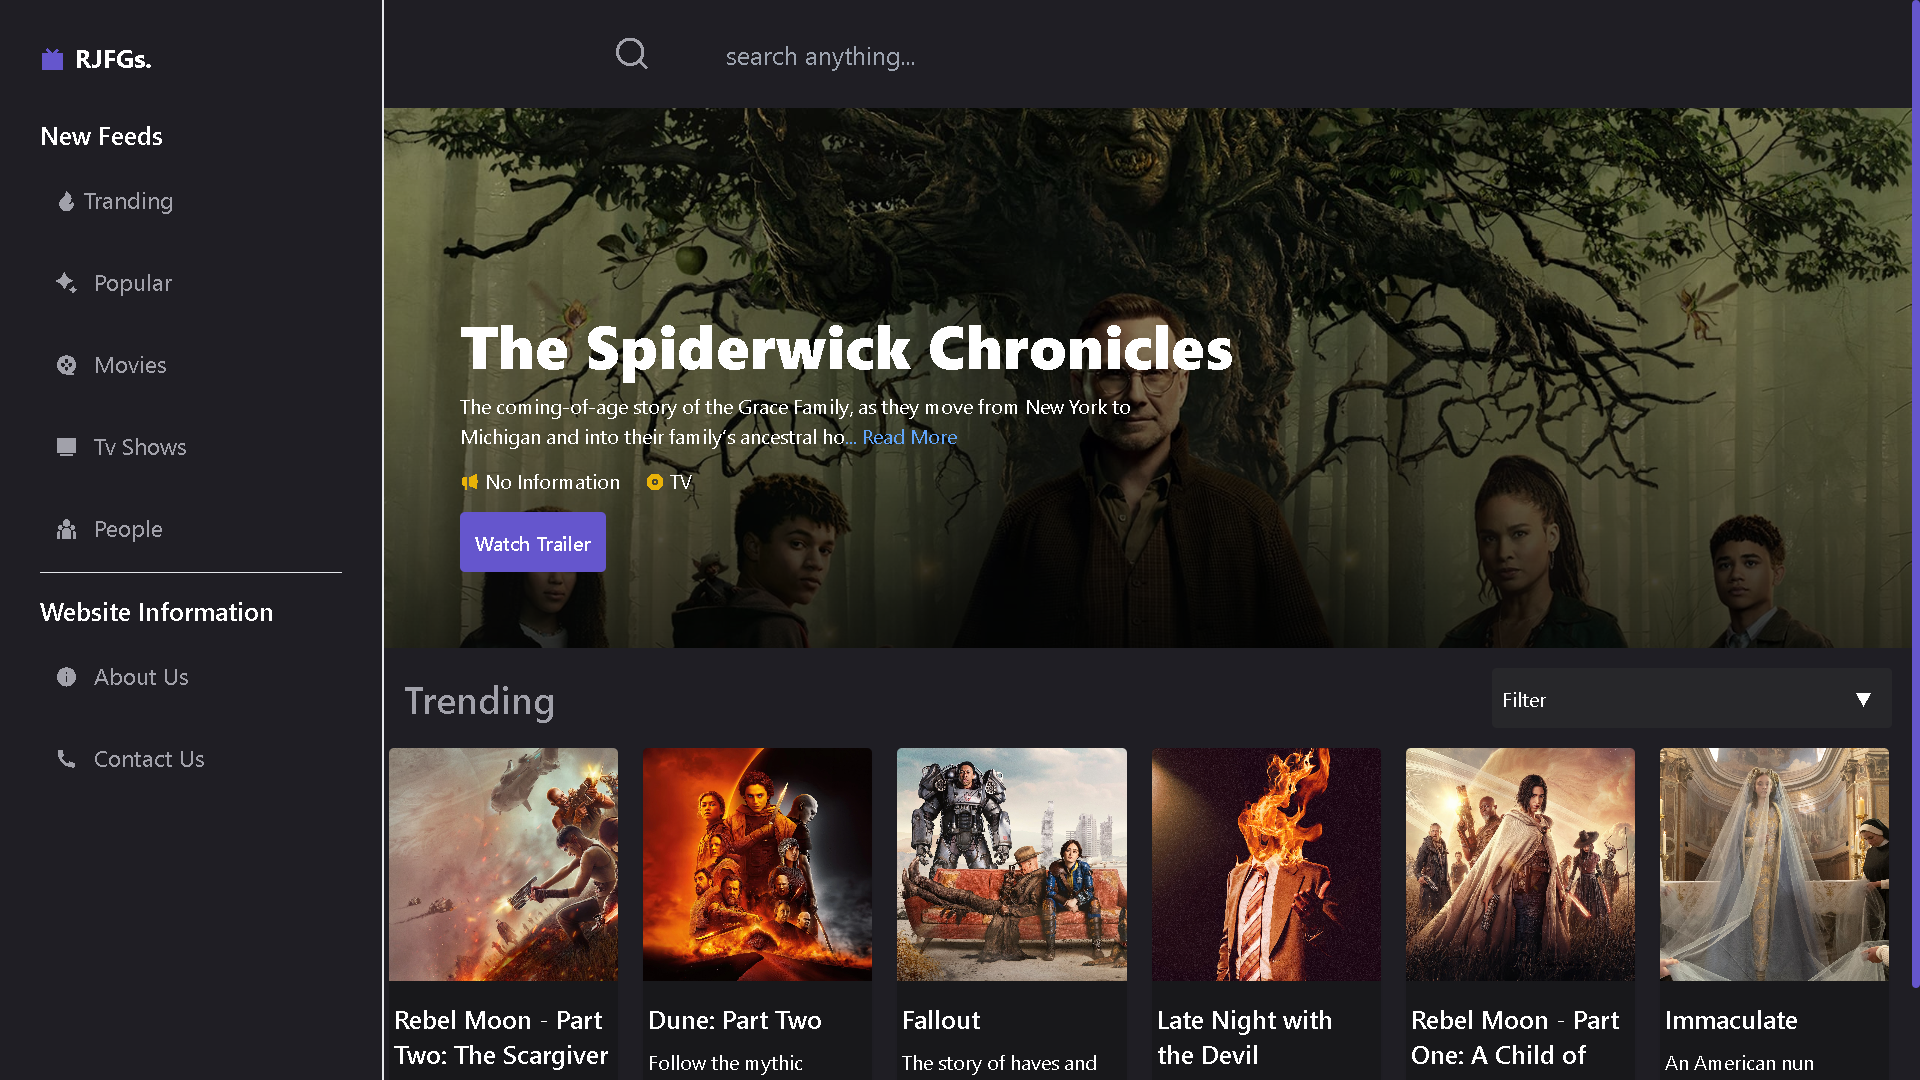 RJFGs.
New Feeds
Tranding
Popular
Movies
Tv Shows
People
Website Information
About Us
Contact Us
search anything...
The Spiderwick Chronicles
The coming-of-age story of the Grace Family, as they move from New York to
Michigan and into their family’s ancestral ho... Read More
No Information TV
Watch Trailer
Trending
Filter
Rebel Moon - Part
Two: The Scargiver
Dune: Part Two
Follow the mythic
Fallout
The story of haves and
Late Night with
the Devil
Rebel Moon - Part
One: A Child of
Immaculate
An American nun